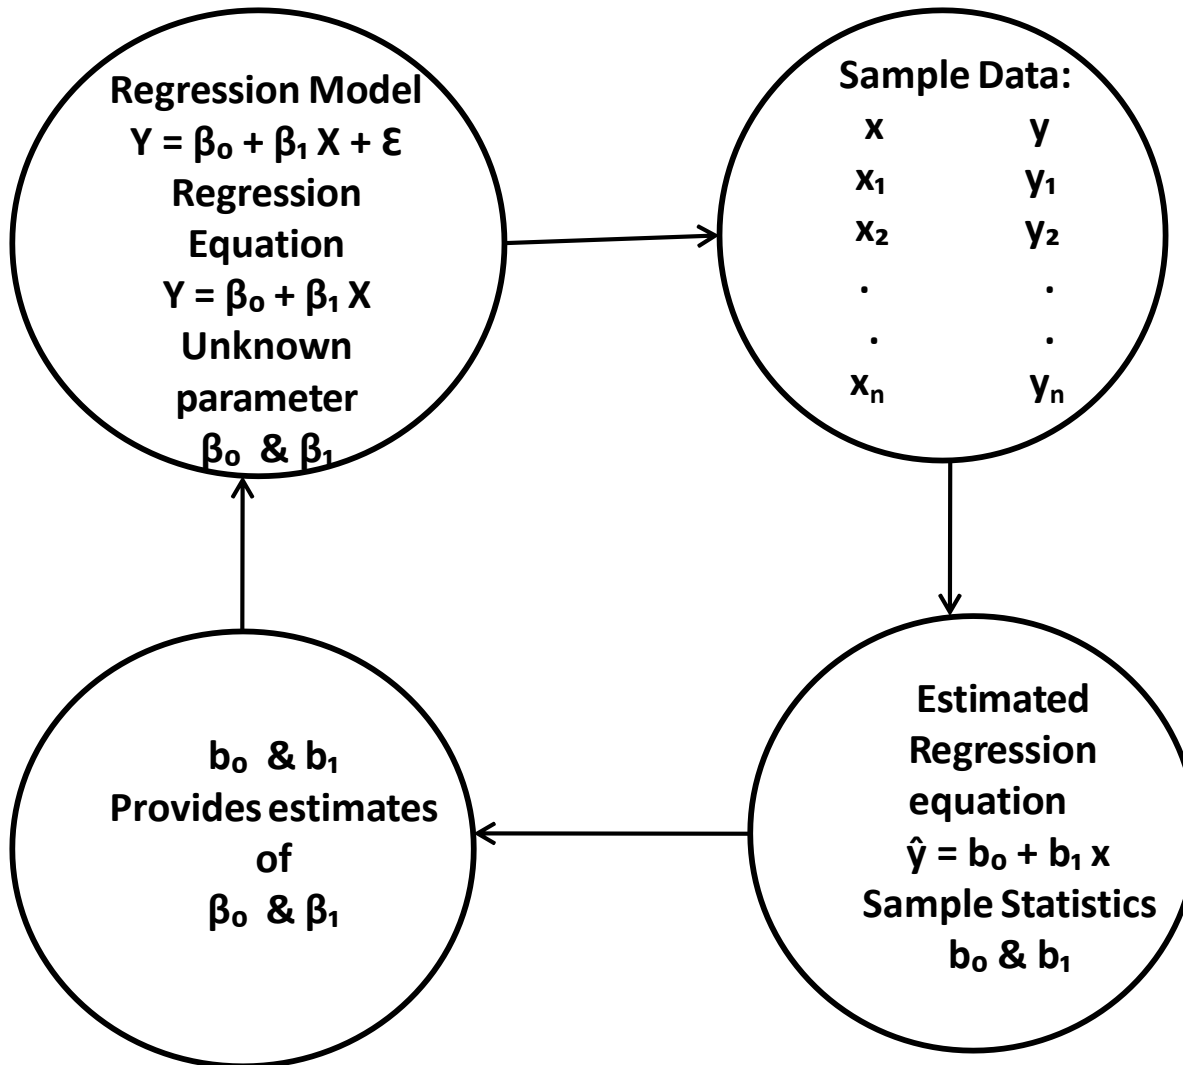 Regression Model
Y = β₀ + β₁ X + Ɛ
Regression
Equation
Y = β₀ + β₁ X
Unknown
parameter
β₀ & β₁
Sample Data:
x y
x₁ y₁
x₂ y₂
. .
. .
xₙ yₙ
Estimated
Regression
equation
ŷ = b₀ + b₁ x
Sample Statistics
b₀ & b₁
b₀ & b₁
Provides estimates
of
β₀ & β₁